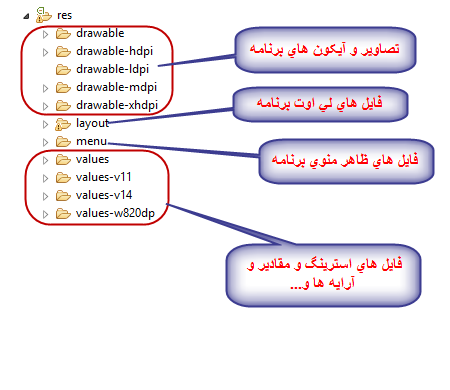 res
drawable
drawable-hdpi
drawable-ldpi
drawable-mdpi
drawable-xhdpi
layout
menu
values
values-v11
values-v14
values-w820dp
تصاوير و آيكون هاي برنامه
فايل هاي لي اوت برنامه
فايل هاي ظاهر منوي برنامه
فايل هاي استرينگ و مقادير و
آرايه ها و...